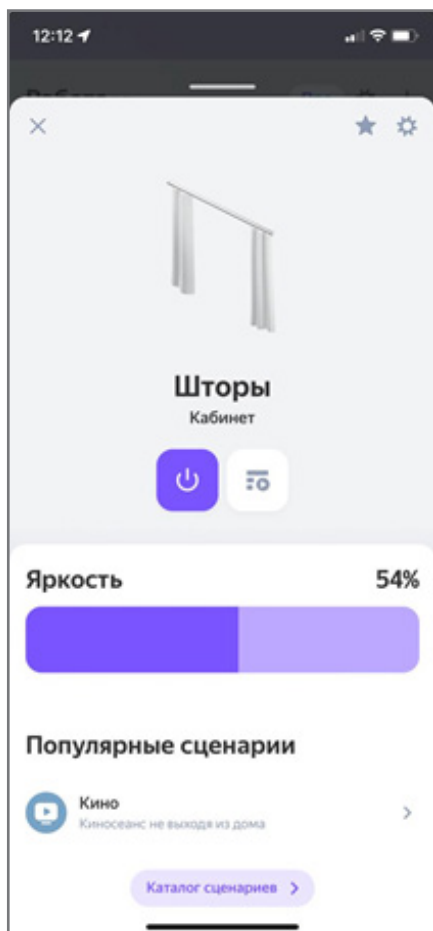 12:12
Шторы
Кабинет
Яркость 54%
Популярные сценарии
Кино
Киносеанс не выходя из дома
Каталог сценариев